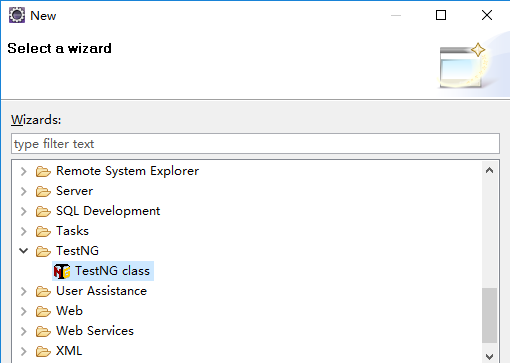 New
Select a wizard
Wizards:
type filter text
Remote System Explorer
Server
SQL Development
Tasks
TestNG
TestNG class
User Assistance
Web
Web Services
XML